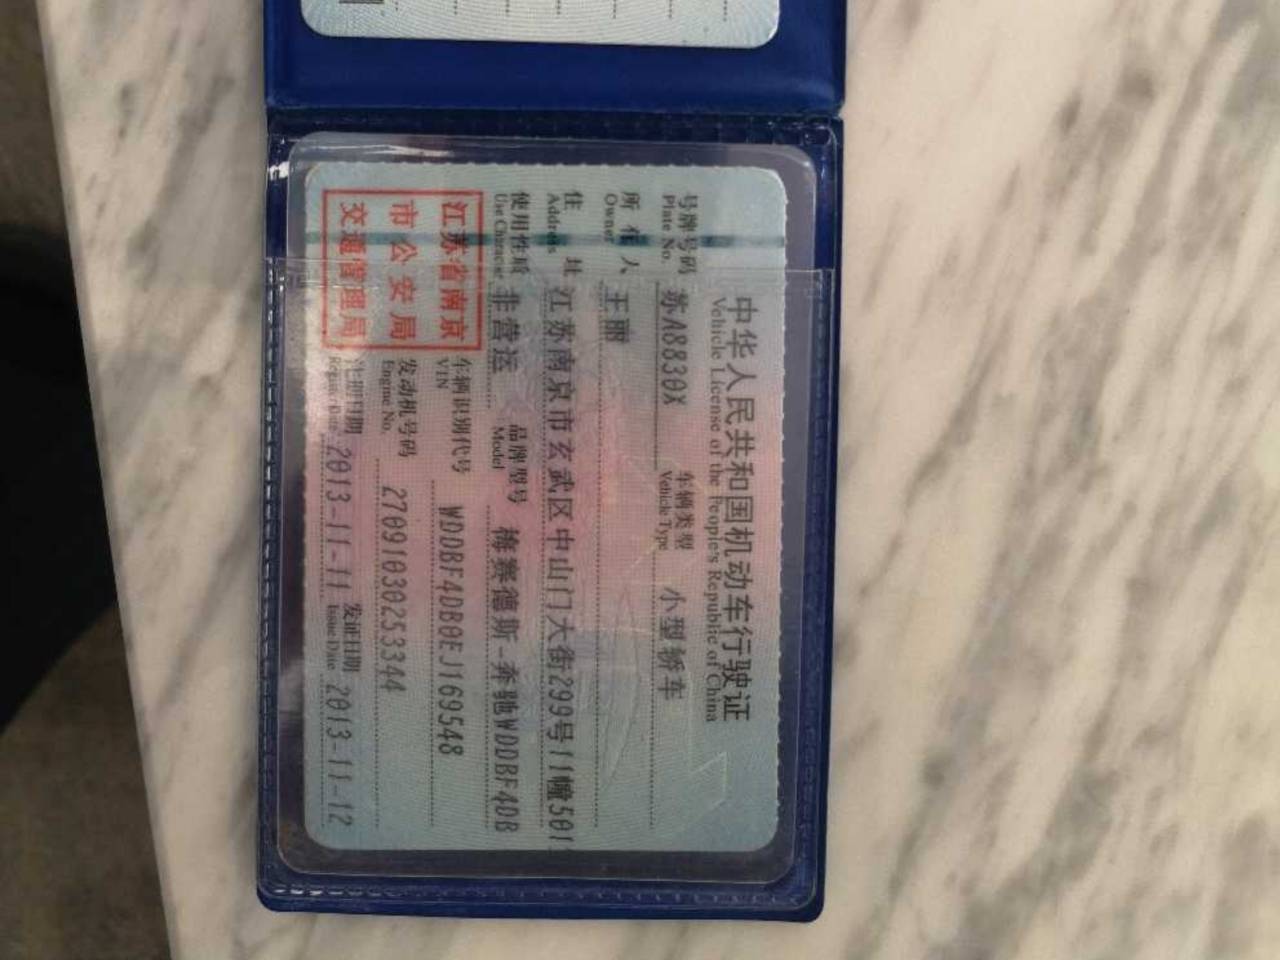 中华人民共和国机动车行驶证
Vehicle License of the People's Republic of China
号牌号码 苏A8830X 车辆类型 小型轿车
Plate No. Vehicle Type
所有人 王丽
Owner
住址 江苏南京市玄武区中山门大街299号11幢501
Address
使用性质 非营运 品牌型号 梅赛德斯-奔驰WDDBF4DB
Use Character Model
江苏省南京
市公安局
交通管理局
车辆识别代号 WDDBF4DB0EJ169548
VIN
发动机号码 27091030253344
Engine No.
注册日期 2013-11-11 发证日期 2013-11-12
Register Date Issue Date